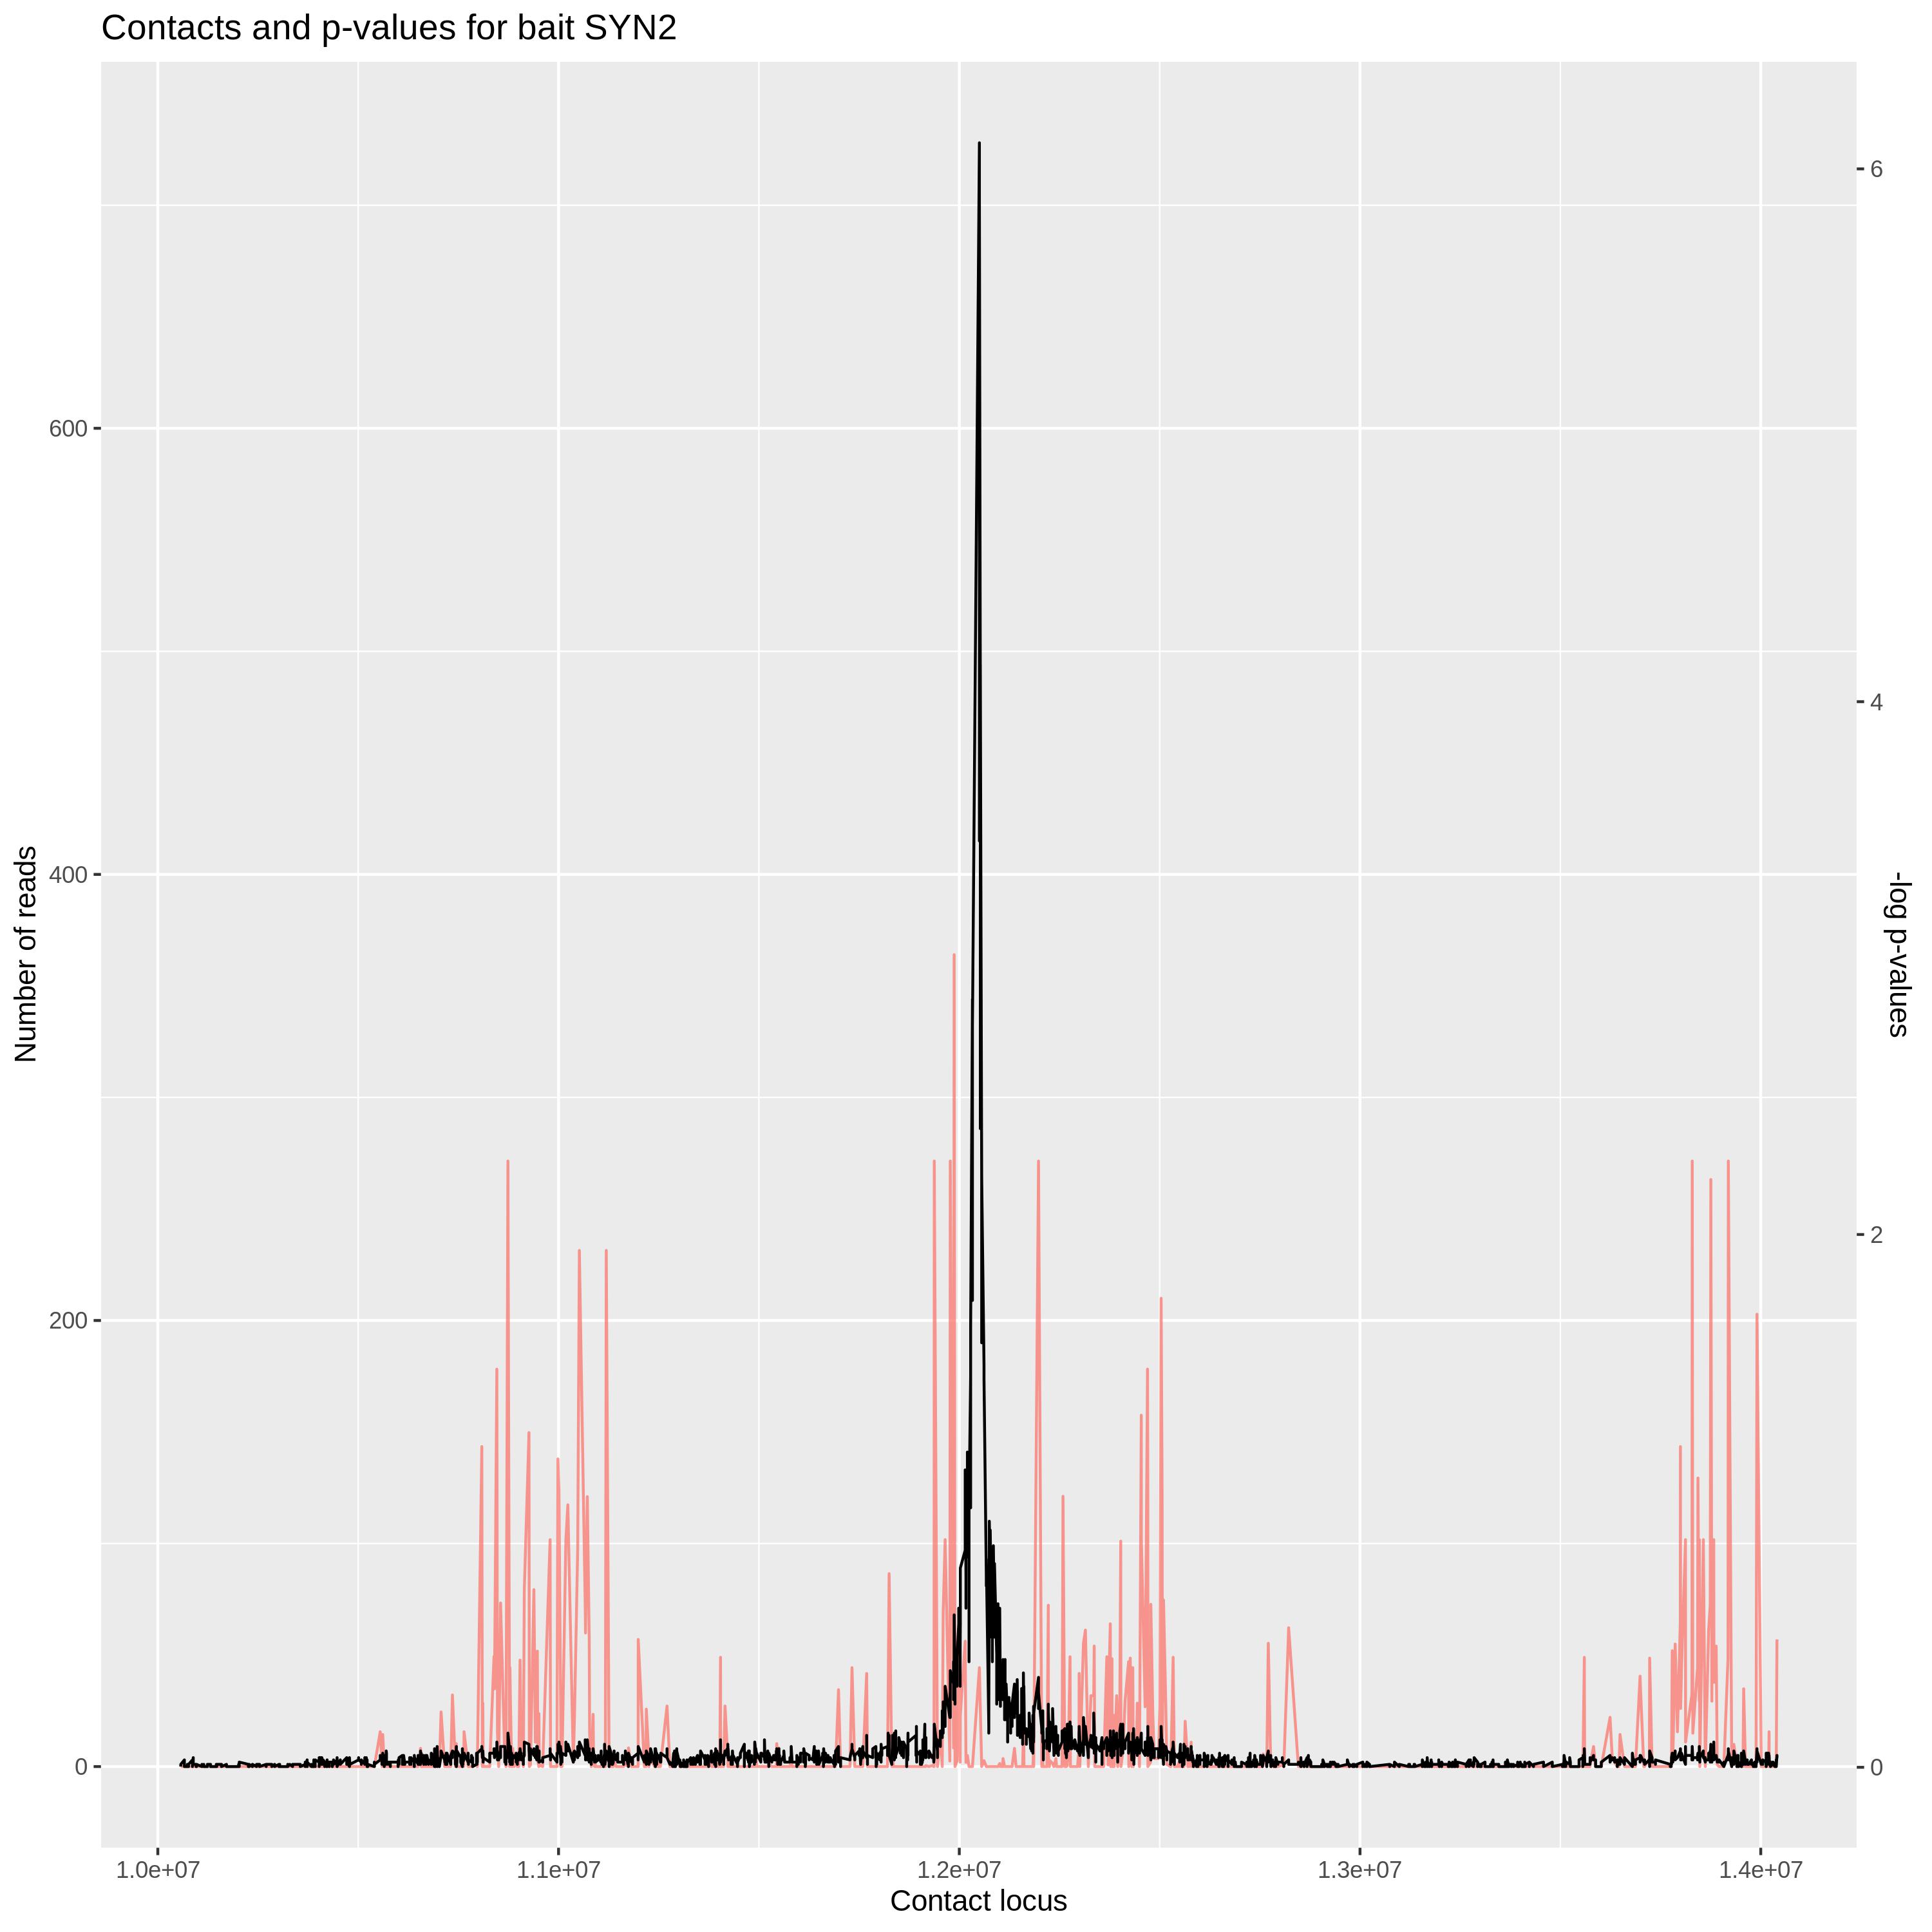 Contacts and p-values for bait SYN2
6
600
4
400
Number of reads
-log p-values
2
200
0
0
1.0e+07
1.1e+07
1.2e+07
1.3e+07
1.4e+07
Contact locus